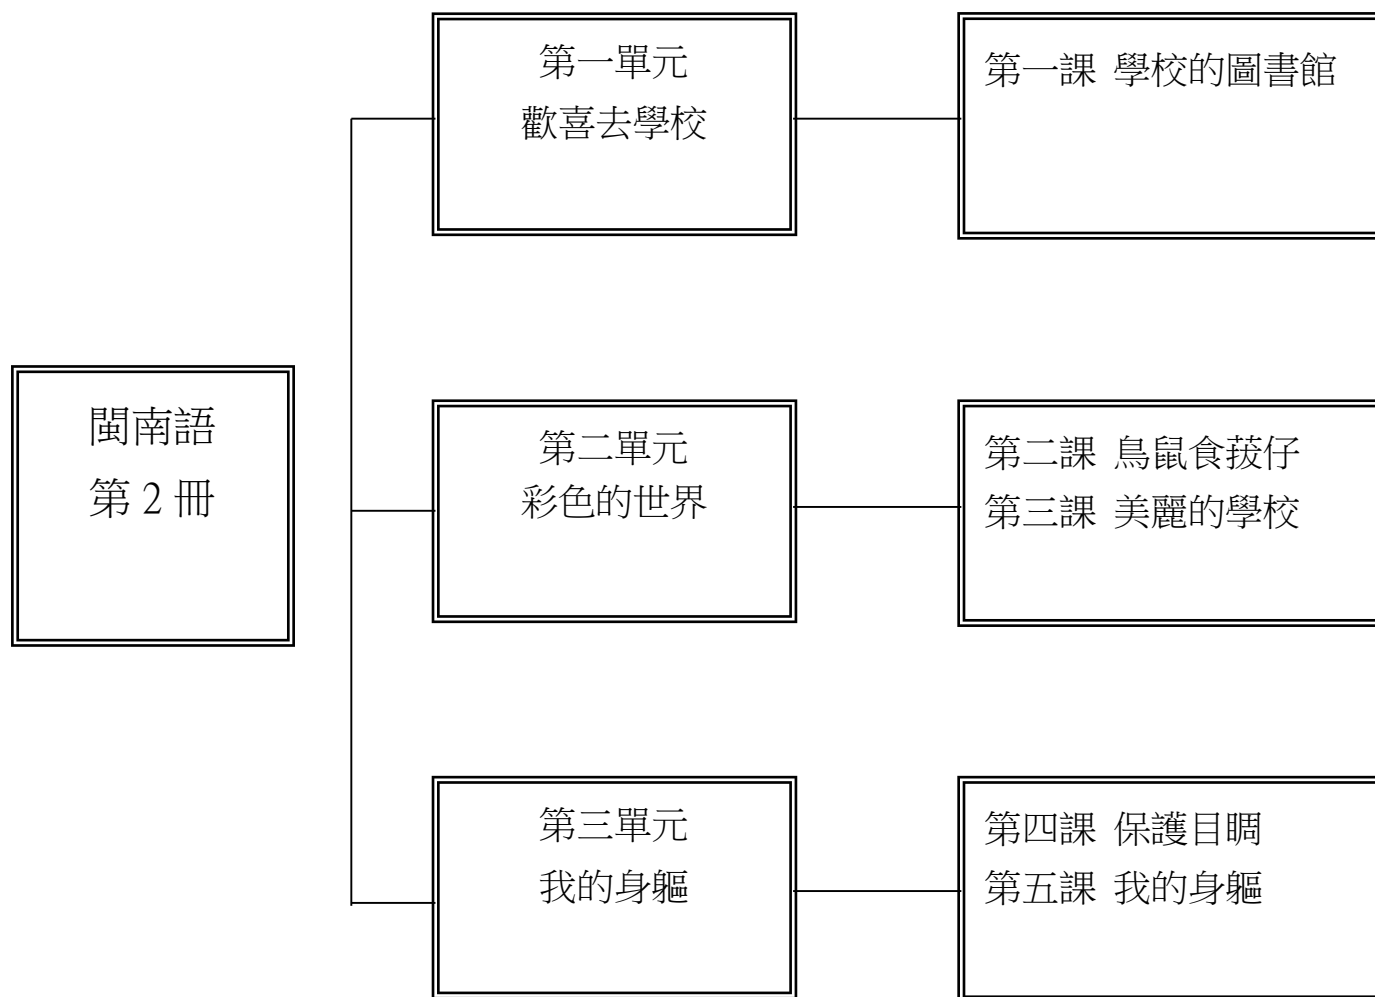 閩南語
第 2 冊
第一單元
歡喜去學校
第一課 學校的圖書館
第二單元
彩色的世界
第二課 鳥鼠食菝仔
第三課 美麗的學校
第三單元
我的身軀
第四課 保護目睭
第五課 我的身軀